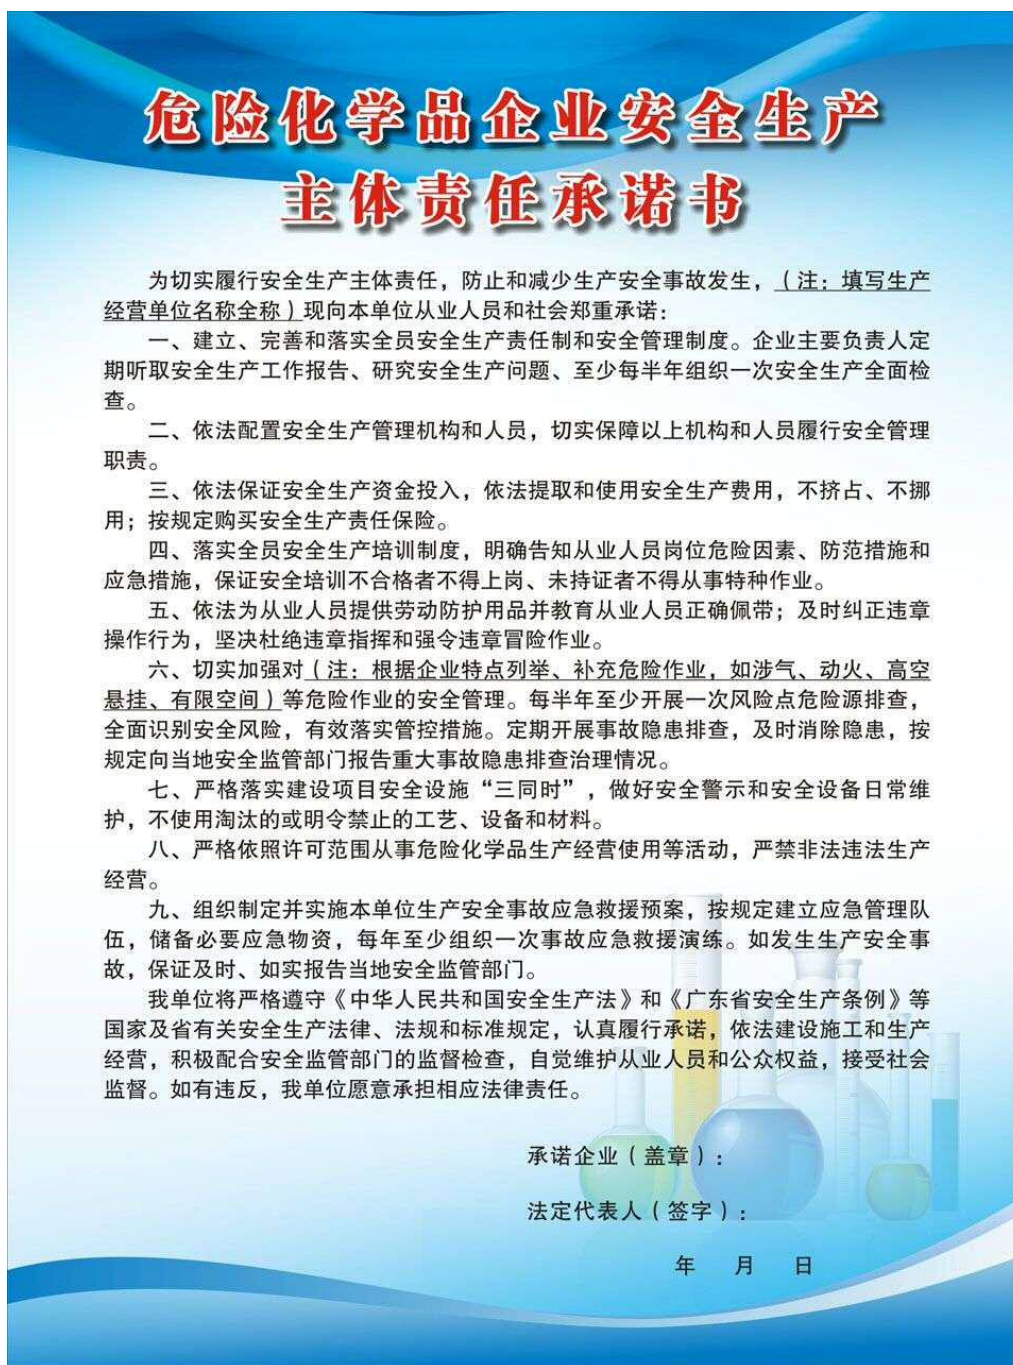 危险化学品企业安全生产
主体责任承诺书
为切实履行安全生产主体责任，防止和减少生产安全事故发生，（注：填写生产
经营单位名称全称）现向本单位从业人员和社会郑重承诺：
一、建立、完善和落实全员安全生产责任制和安全管理制度。企业主要负责人定
期听取安全生产工作报告、研究安全生产问题、至少每半年组织一次安全生产全面检
查。
二、依法配置安全生产管理机构和人员，切实保障以上机构和人员履行安全管理
职责。
三、依法保证安全生产资金投入，依法提取和使用安全生产费用，不挤占、不挪
用；按规定购买安全生产责任保险。
四、落实全员安全生产培训制度，明确告知从业人员岗位危险因素、防范措施和
应急措施，保证安全培训不合格者不得上岗、未持证者不得从事特种作业。
五、依法为从业人员提供劳动防护用品并教育从业人员正确佩带；及时纠正违章
操作行为，坚决杜绝违章指挥和强令违章冒险作业。
六、切实加强对（注：根据企业特点列举、补充危险作业，如涉气、动火、高空
悬挂、有限空间）等危险作业的安全管理。每半年至少开展一次风险点危险源排查，
全面识别安全风险，有效落实管控措施。定期开展事故隐患排查，及时消除隐患，按
规定向当地安全监管部门报告重大事故隐患排查治理情况。
七、严格落实建设项目安全设施“三同时”，做好安全警示和安全设备日常维
护，不使用淘汰的或明令禁止的工艺、设备和材料。
八、严格依照许可范围从事危险化学品生产经营使用等活动，严禁非法违法生产
经营。
九、组织制定并实施本单位生产安全事故应急救援预案，按规定建立应急管理队
伍，储备必要应急物资，每年至少组织一次事故应急救援演练。如发生生产安全事
故，保证及时、如实报告当地安全监管部门。
我单位将严格遵守《中华人民共和国安全生产法》和《广东省安全生产条例》等
国家及省有关安全生产法律、法规和标准规定，认真履行承诺，依法建设施工和生产
经营，积极配合安全监管部门的监督检查，自觉维护从业人员和公众权益，接受社会
监督。如有违反，我单位愿意承担相应法律责任。
承诺企业（盖章）：
法定代表人（签字）：
年 月 日